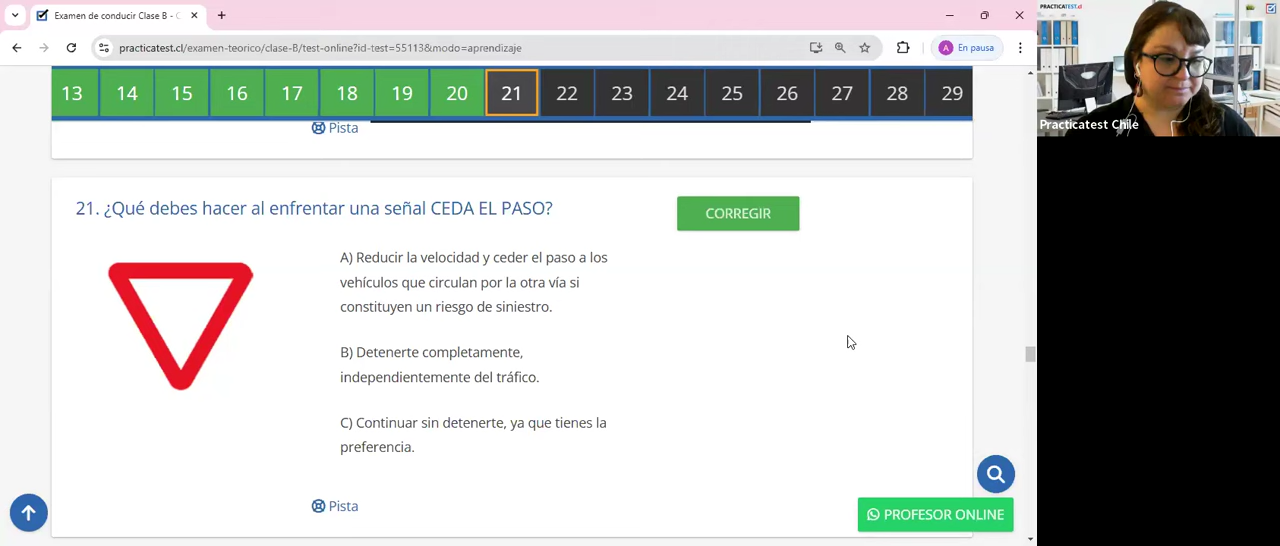 Examen de conducir Clase B - C
practicatest.cl/examen-teorico/clase-B/test-online?id-test=55113&modo=aprendizaje
A En pausa
PRACTICATEST.cl
Practicatest Chile
13 14 15 16 17 18 19 20 21 22 23 24 25 26 27 28 29
Pista
21. ¿Qué debes hacer al enfrentar una señal CEDA EL PASO?
CORREGIR
A) Reducir la velocidad y ceder el paso a los
vehículos que circulan por la otra vía si
constituyen un riesgo de siniestro.
B) Detenerte completamente,
independientemente del tráfico.
C) Continuar sin detenerte, ya que tienes la
preferencia.
Pista
PROFESOR ONLINE